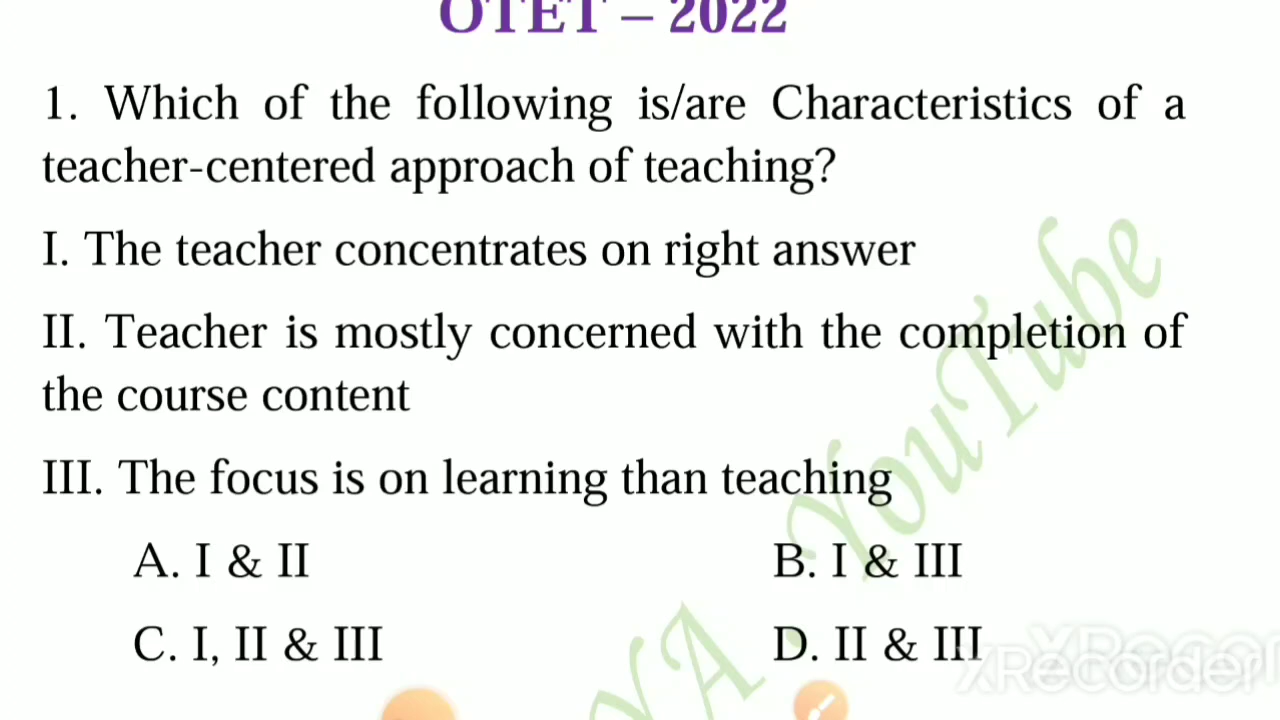 OTET – 2022
1. Which of the following is/are Characteristics of a
teacher-centered approach of teaching?
I. The teacher concentrates on right answer
II. Teacher is mostly concerned with the completion of
the course content
III. The focus is on learning than teaching
A. I & II
B. I & III
C. I, II & III
D. II & III
YouTube
XRecorder